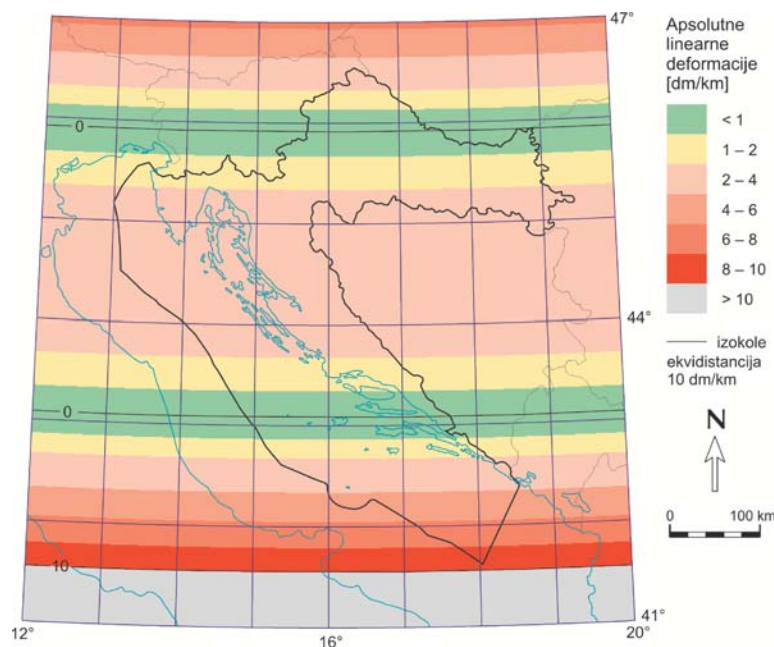 47°
0
44°
0
10
41°
12°
16°
20°
Apsolutne
linearne
deformacije
[dm/km]
< 1
1 – 2
2 – 4
4 – 6
6 – 8
8 – 10
> 10
izokole
ekvidistancija
10 dm/km
N
0 100 km